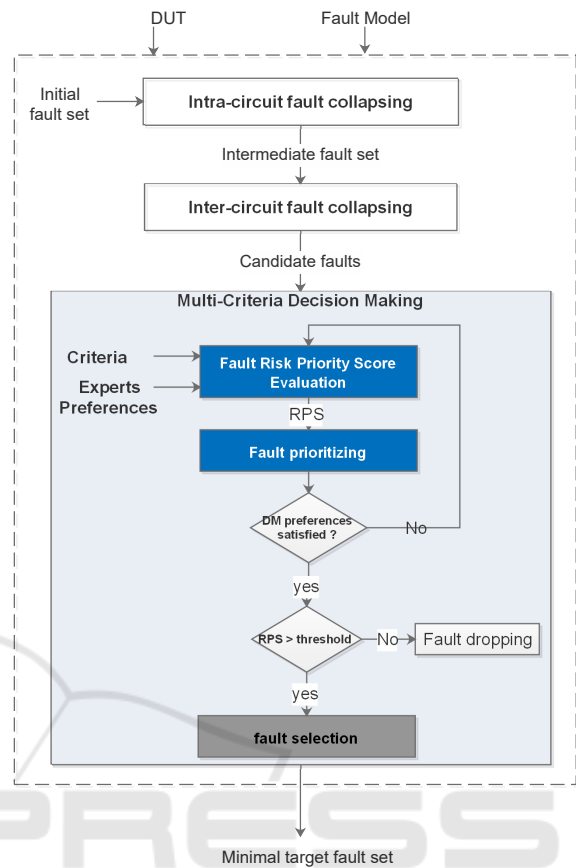 DUT
Fault Model
Initial
fault set
Intra-circuit fault collapsing
Intermediate fault set
Inter-circuit fault collapsing
Candidate faults
Multi-Criteria Decision Making
Criteria
Experts
Preferences
Fault Risk Priority Score
Evaluation
RPS
Fault prioritizing
DM preferences
satisfied ?
No
yes
RPS > threshold
No
Fault dropping
yes
fault selection
PRESS
Minimal target fault set